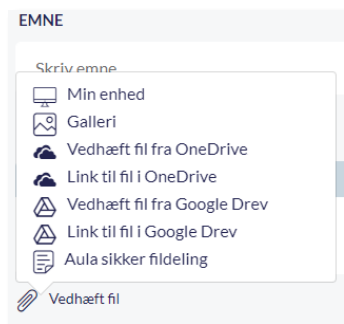 EMNE
Skriv emne
Min enhed
Galleri
Vedhæft fil fra OneDrive
Link til fil i OneDrive
Vedhæft fil fra Google Drev
Link til fil i Google Drev
Aula sikker fildeling
Vedhæft fil